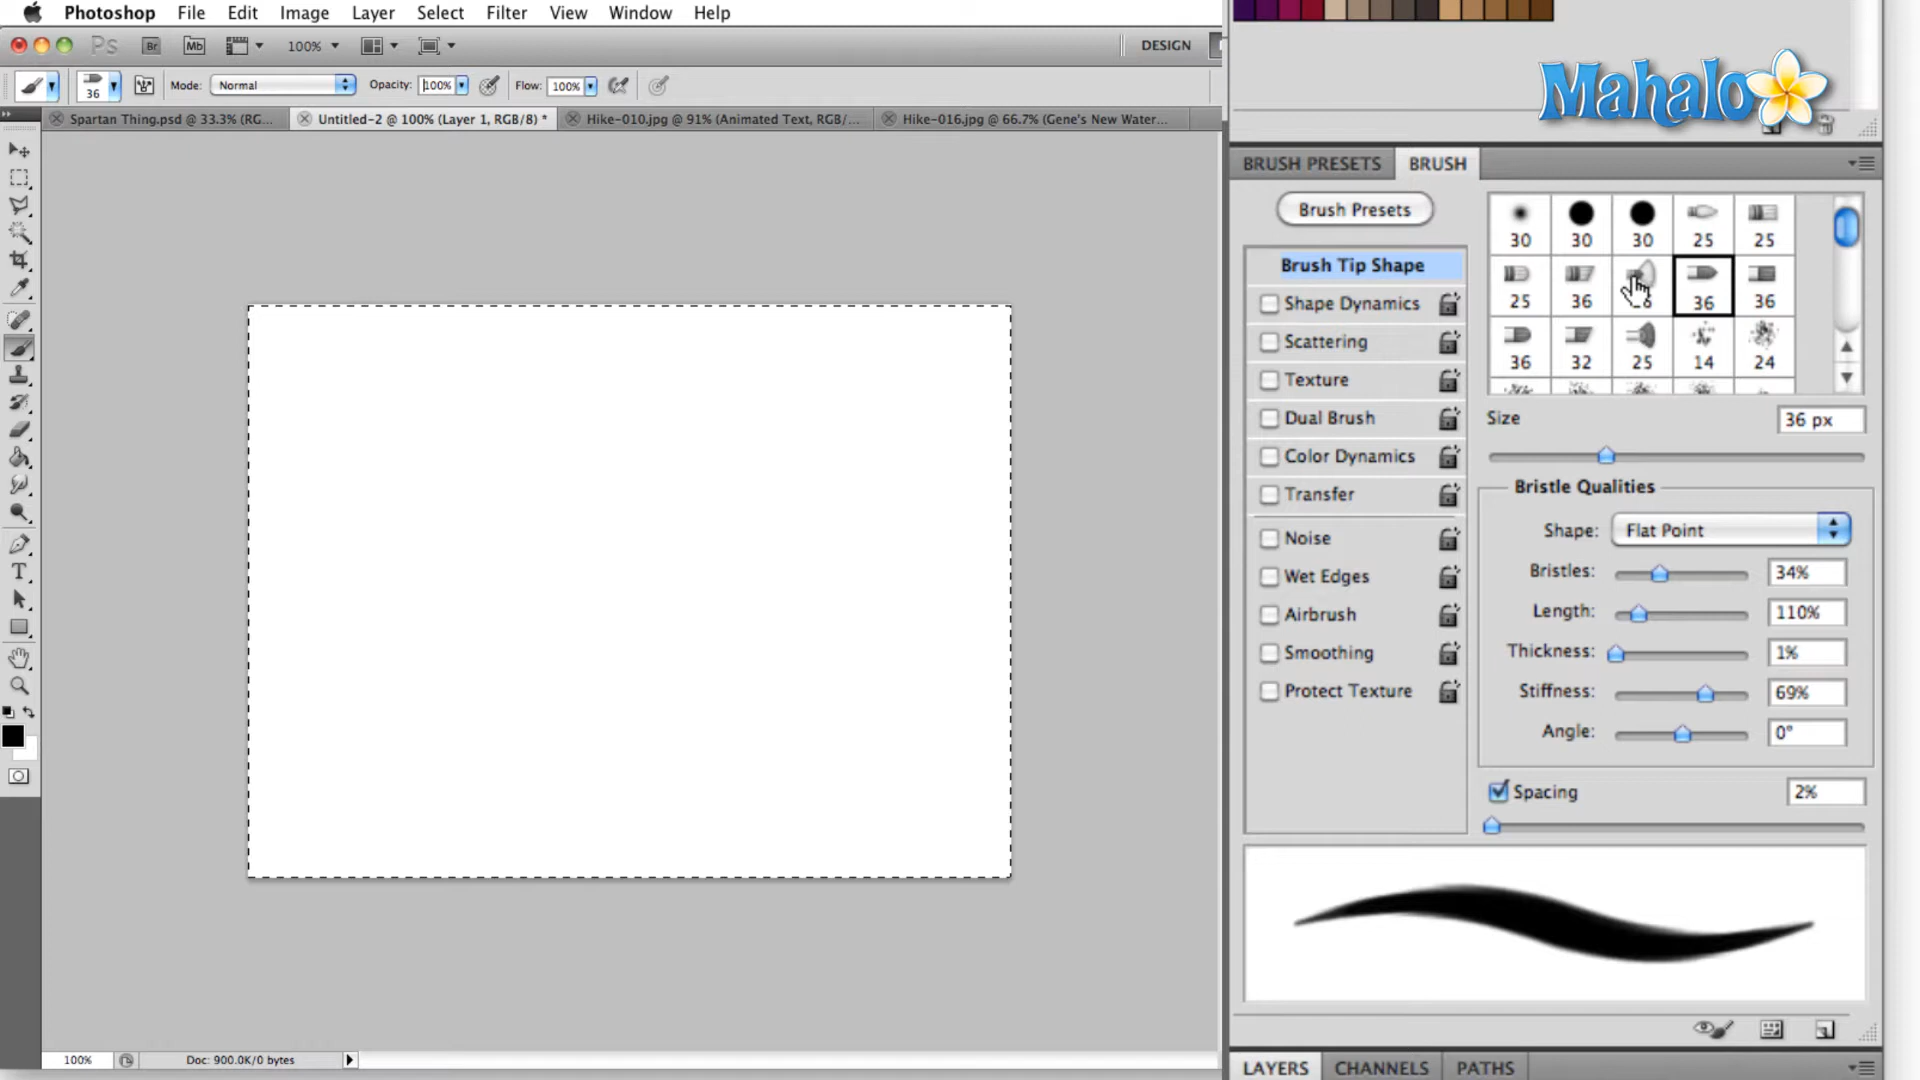 Photoshop File Edit Image Layer Select Filter View Window Help
Ps Br Mb 100% DESIGN
36 Mode: Normal Opacity: 100% Flow: 100%
Spartan Thing.psd @ 33.3% (RG... Untitled-2 @ 100% (Layer 1, RGB/8) * Hike-010.jpg @ 91% (Animated Text, RGB/... Hike-016.jpg @ 66.7% (Gene's New Water...
Mahalo
BRUSH PRESETS BRUSH
Brush Presets
30 30 30 25 25
25 36 6 36 36
36 32 25 14 24
Brush Tip Shape
Shape Dynamics
Scattering
Texture
Dual Brush
Color Dynamics
Transfer
Noise
Wet Edges
Airbrush
Smoothing
Protect Texture
Size 36 px
Bristle Qualities
Shape: Flat Point
Bristles: 34%
Length: 110%
Thickness: 1%
Stiffness: 69%
Angle: 0°
Spacing 2%
T
100% Doc: 900.0K/0 bytes
LAYERS CHANNELS PATHS